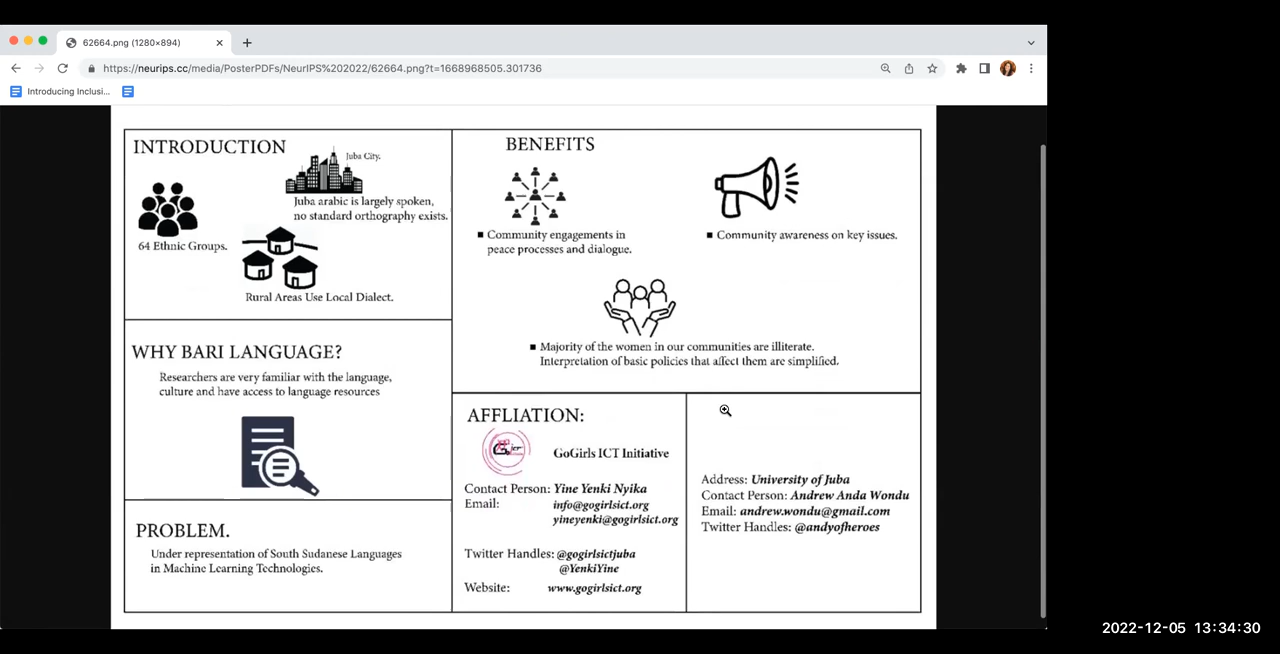 62664.png (1280×894)
https://neurips.cc/media/PosterPDFs/NeurIPS%202022/62664.png?t=1668968505.301736
Introducing Inclusi...
INTRODUCTION
Juba City.
Juba arabic is largely spoken,
no standard orthography exists.
64 Ethnic Groups.
Rural Areas Use Local Dialect.
WHY BARI LANGUAGE?
Researchers are very familiar with the language,
culture and have access to language resources
PROBLEM.
Under representation of South Sudanese Languages
in Machine Learning Technologies.
BENEFITS
■ Community engagements in
peace processes and dialogue.
■ Community awareness on key issues.
■ Majority of the women in our communities are illiterate.
Interpretation of basic policies that affect them are simplified.
AFFLIATION:
GoGirls ICT Initiative
Contact Person: Yine Yenki Nyika
Email: info@gogirlsict.org
yineyenki@gogirlsict.org
Twitter Handles: @gogirlsictjuba
@YenkiYine
Website: www.gogirlsict.org
Address: University of Juba
Contact Person: Andrew Anda Wondu
Email: andrew.wondu@gmail.com
Twitter Handles: @andyofheroes
2022-12-05 13:34:30